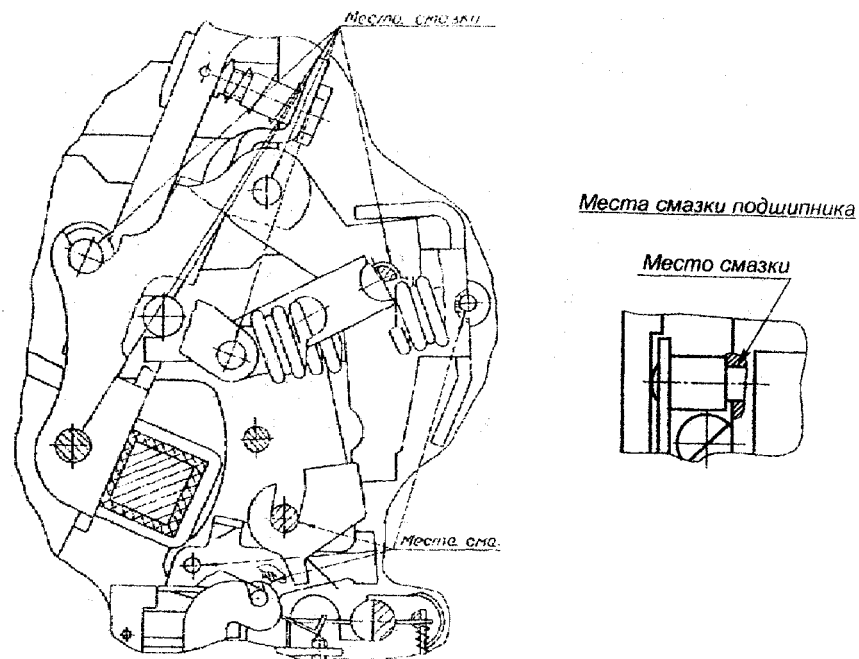 Места смазки
Места смазки подшипника
Место смазки
Места сма.